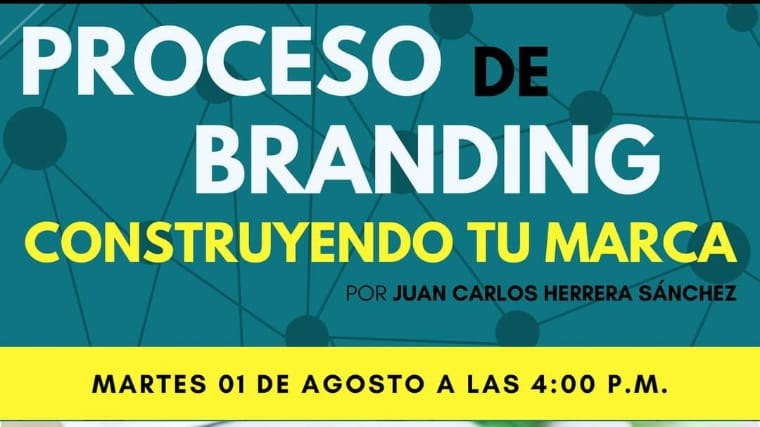 PROCESO DE
BRANDING
CONSTRUYENDO TU MARCA
POR JUAN CARLOS HERRERA SÁNCHEZ
MARTES 01 DE AGOSTO A LAS 4:00 P.M.